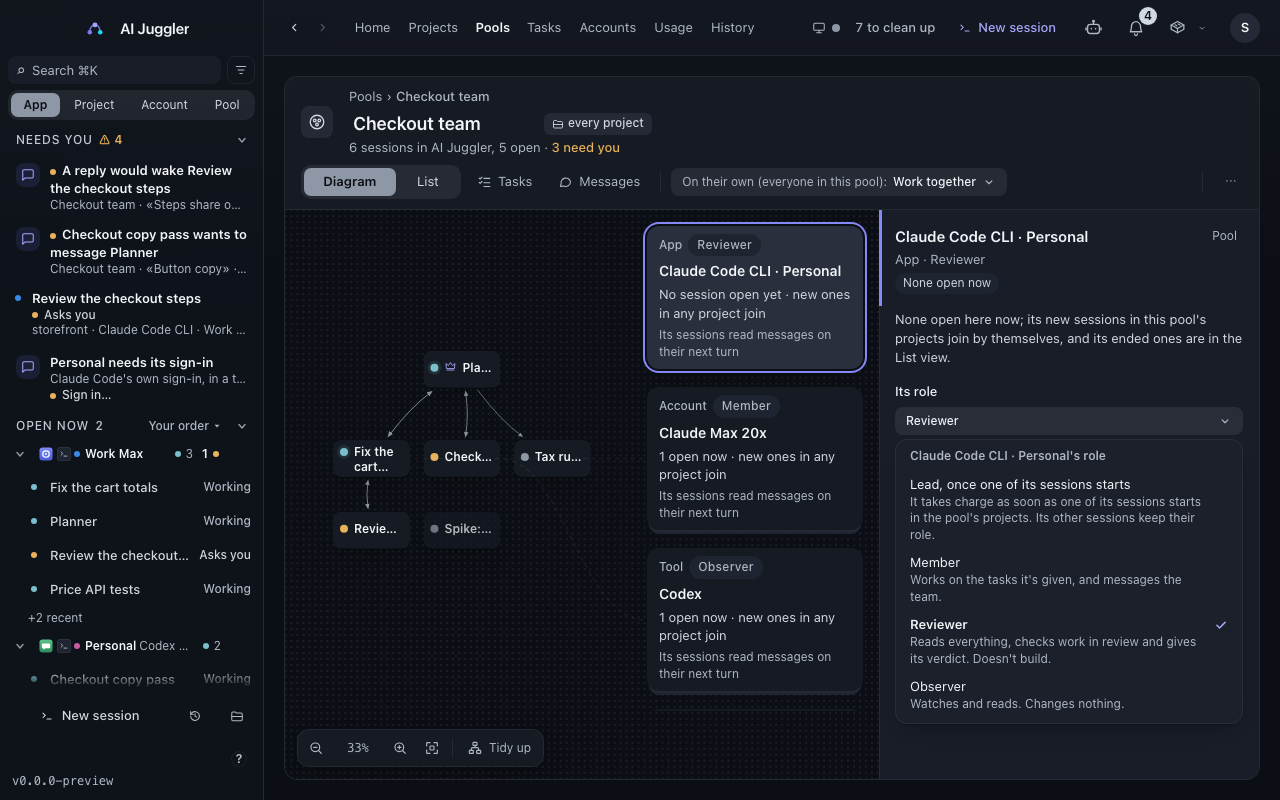 AI Juggler
Search ⌘K
App
Project
Account
Pool
NEEDS YOU
4
A reply would wake Review
the checkout steps
Checkout team · «Steps share o...
Checkout copy pass wants to
message Planner
Checkout team · «Button copy» ·...
Review the checkout steps
Asks you
storefront · Claude Code CLI · Work ...
Personal needs its sign-in
Claude Code's own sign-in, in a t...
Sign in...
OPEN NOW 2
Your order
Work Max
3
1
Fix the cart totals
Working
Planner
Working
Review the checkout...
Asks you
Price API tests
Working
+2 recent
Personal Codex ...
2
Checkout copy pass
Working
New session
?
v0.0.0-preview
Home
Projects
Pools
Tasks
Accounts
Usage
History
7 to clean up
New session
4
S
Pools › Checkout team
Checkout team
every project
6 sessions in AI Juggler, 5 open · 3 need you
Diagram
List
Tasks
Messages
On their own (everyone in this pool): Work together
...
Pla...
Fix the
cart...
Check...
Tax ru...
Revie...
Spike:...
App
Reviewer
Claude Code CLI · Personal
No session open yet · new ones
in any project join
Its sessions read messages on
their next turn
Account
Member
Claude Max 20x
1 open now · new ones in any
project join
Its sessions read messages on
their next turn
Tool
Observer
Codex
1 open now · new ones in any
project join
Its sessions read messages on
their next turn
33%
Tidy up
Claude Code CLI · Personal
Pool
App · Reviewer
None open now
None open here now; its new sessions in this pool's
projects join by themselves, and its ended ones are in the
List view.
Its role
Reviewer
Claude Code CLI · Personal's role
Lead, once one of its sessions starts
It takes charge as soon as one of its sessions starts
in the pool's projects. Its other sessions keep their
role.
Member
Works on the tasks it's given, and messages the
team.
Reviewer
Reads everything, checks work in review and gives
its verdict. Doesn't build.
Observer
Watches and reads. Changes nothing.